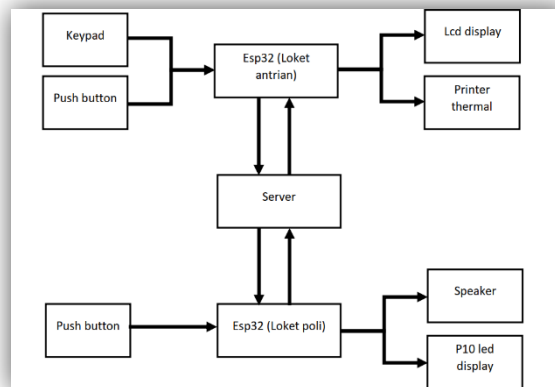 Keypad
Esp32 (Loket
antrian)
Lcd display
Push button
Printer
thermal
Server
Push button
Esp32 (Loket poli)
Speaker
P10 led
display